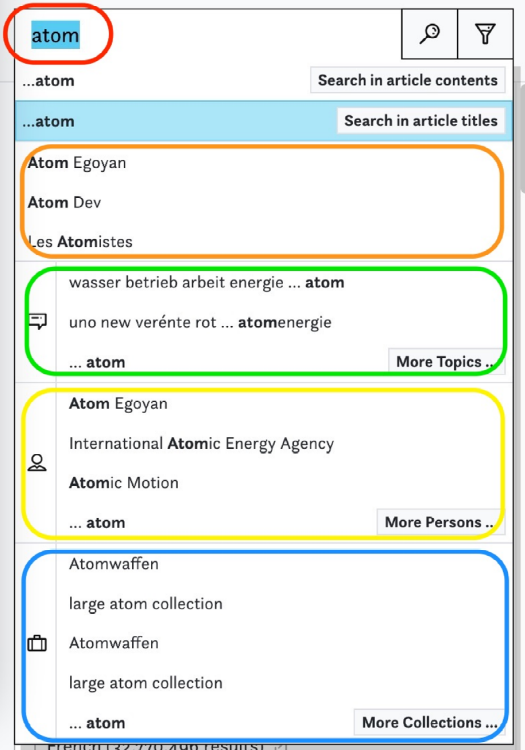 atom
...atom Search in article contents
...atom Search in article titles
Atom Egoyan
Atom Dev
Les Atomistes
wasser betrieb arbeit energie ... atom
uno new verénte rot ... atomenergie
... atom More Topics ..
Atom Egoyan
International Atomic Energy Agency
Atomic Motion
... atom More Persons ..
Atomwaffen
large atom collection
Atomwaffen
large atom collection
... atom More Collections ...
French (32,770,496 results)